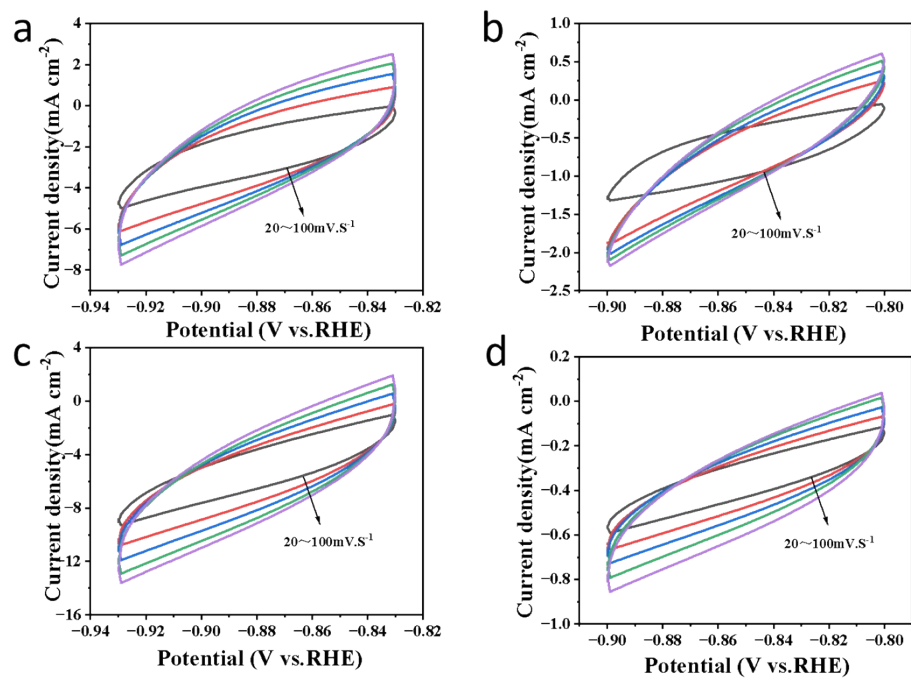 a
Current density(mA cm⁻²)
4
2
0
−2
−4
−6
−8
20～100mV.S⁻¹
−0.94 −0.92 −0.90 −0.88 −0.86 −0.84 −0.82
Potential (V vs.RHE)
b
Current density(mA cm⁻²)
1.0
0.5
0.0
−0.5
−1.0
−1.5
−2.0
−2.5
20～100mV.S⁻¹
−0.90 −0.88 −0.86 −0.84 −0.82 −0.80
Potential (V vs.RHE)
c
Current density(mA cm⁻²)
4
0
−4
−8
−12
−16
20～100mV.S⁻¹
−0.94 −0.92 −0.90 −0.88 −0.86 −0.84 −0.82
Potential (V vs.RHE)
d
Current density(mA cm⁻²)
0.2
0.0
−0.2
−0.4
−0.6
−0.8
−1.0
20～100mV.S⁻¹
−0.90 −0.88 −0.86 −0.84 −0.82 −0.80
Potential (V vs.RHE)